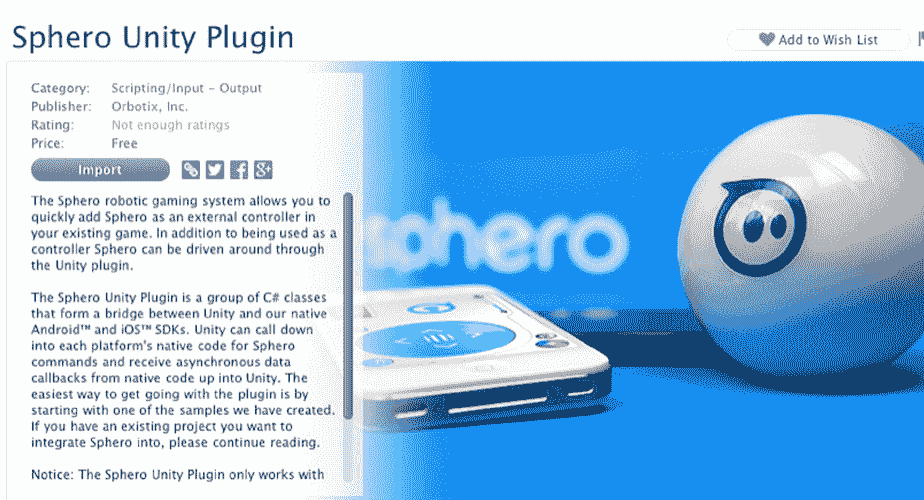 Sphero Unity Plugin
Add to Wish List
Category: Scripting/Input – Output
Publisher: Orbotix, Inc.
Rating: Not enough ratings
Price: Free
Import
The Sphero robotic gaming system allows you to
quickly add Sphero as an external controller in
your existing game. In addition to being used as a
controller Sphero can be driven around through
the Unity plugin.
The Sphero Unity Plugin is a group of C# classes
that form a bridge between Unity and our native
Android™ and iOS™ SDKs. Unity can call down
into each platform's native code for Sphero
commands and receive asynchronous data
callbacks from native code up into Unity. The
easiest way to get going with the plugin is by
starting with one of the samples we have created.
If you have an existing project you want to
integrate Sphero into, please continue reading.
Notice: The Sphero Unity Plugin only works with
sphero